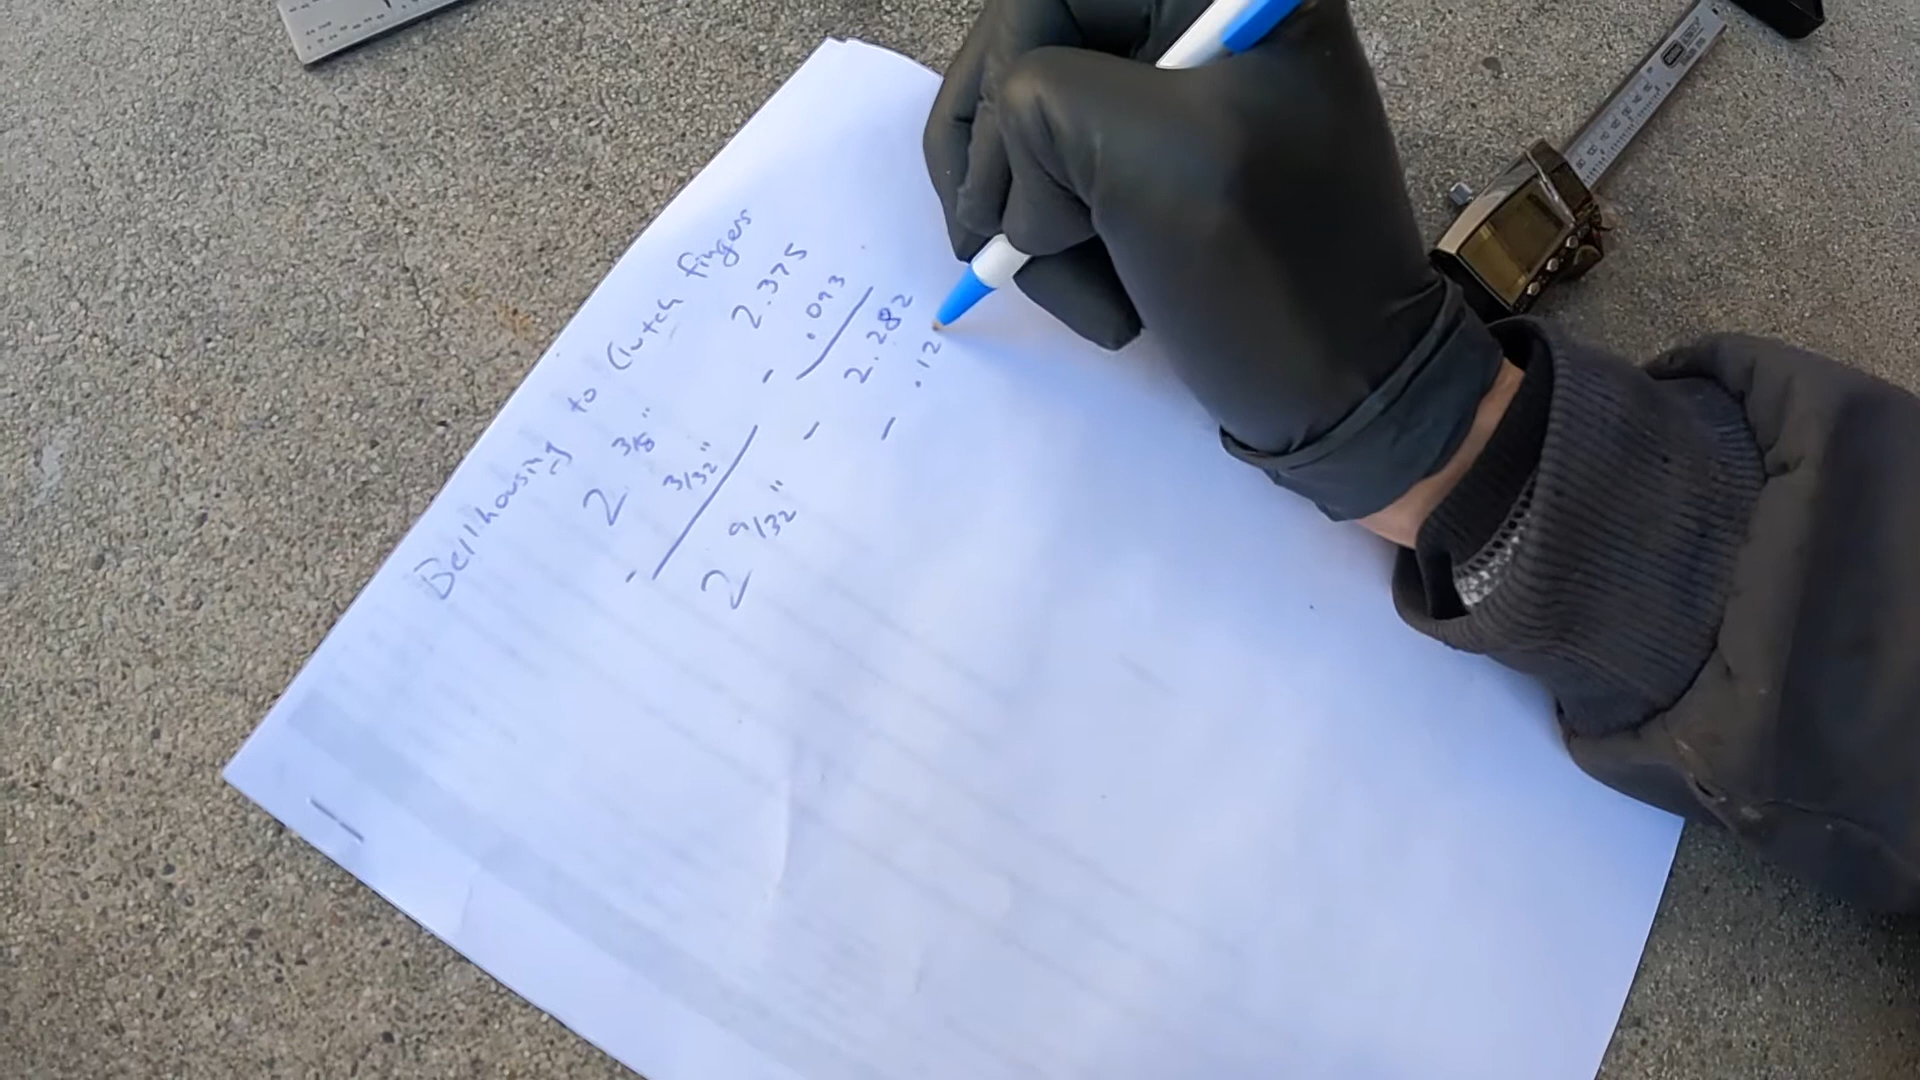 Bellhousing to Clutch fingers
2 3/8" 2.375
- 3/32" - .093
2 9/32" - 2.282
- .12